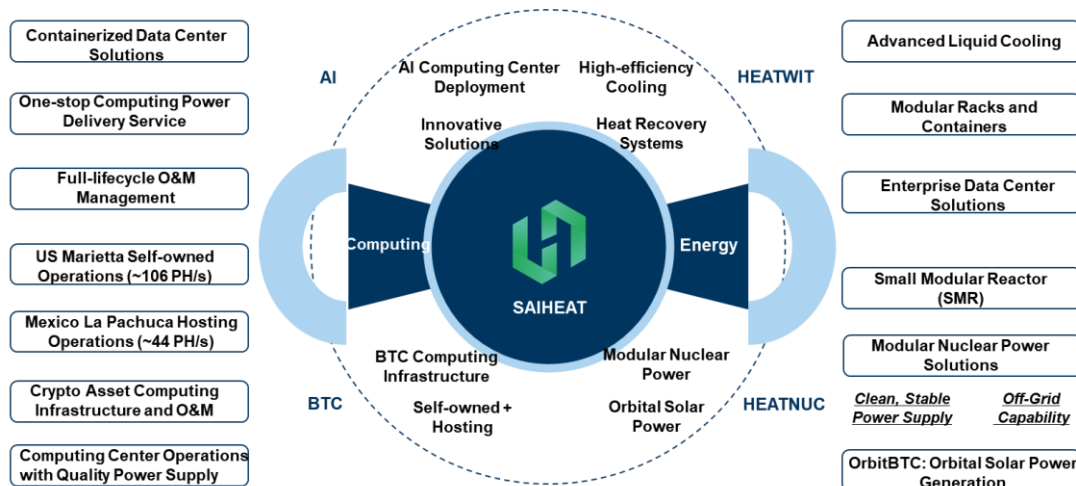 Containerized Data Center
Solutions
One-stop Computing Power
Delivery Service
Full-lifecycle O&M
Management
US Marietta Self-owned
Operations (~106 PH/s)
Mexico La Pachuca Hosting
Operations (~44 PH/s)
Crypto Asset Computing
Infrastructure and O&M
Computing Center Operations
with Quality Power Supply
AI
AI Computing Center
Deployment
Innovative
Solutions
High-efficiency
Cooling
Heat Recovery
Systems
HEATWIT
Computing
SAIHEAT
Energy
BTC
BTC Computing
Infrastructure
Self-owned +
Hosting
Modular Nuclear
Power
Orbital Solar
Power
HEATNUC
Advanced Liquid Cooling
Modular Racks and
Containers
Enterprise Data Center
Solutions
Small Modular Reactor
(SMR)
Modular Nuclear Power
Solutions
Clean, Stable
Power Supply
Off-Grid
Capability
OrbitBTC: Orbital Solar Power
Generation